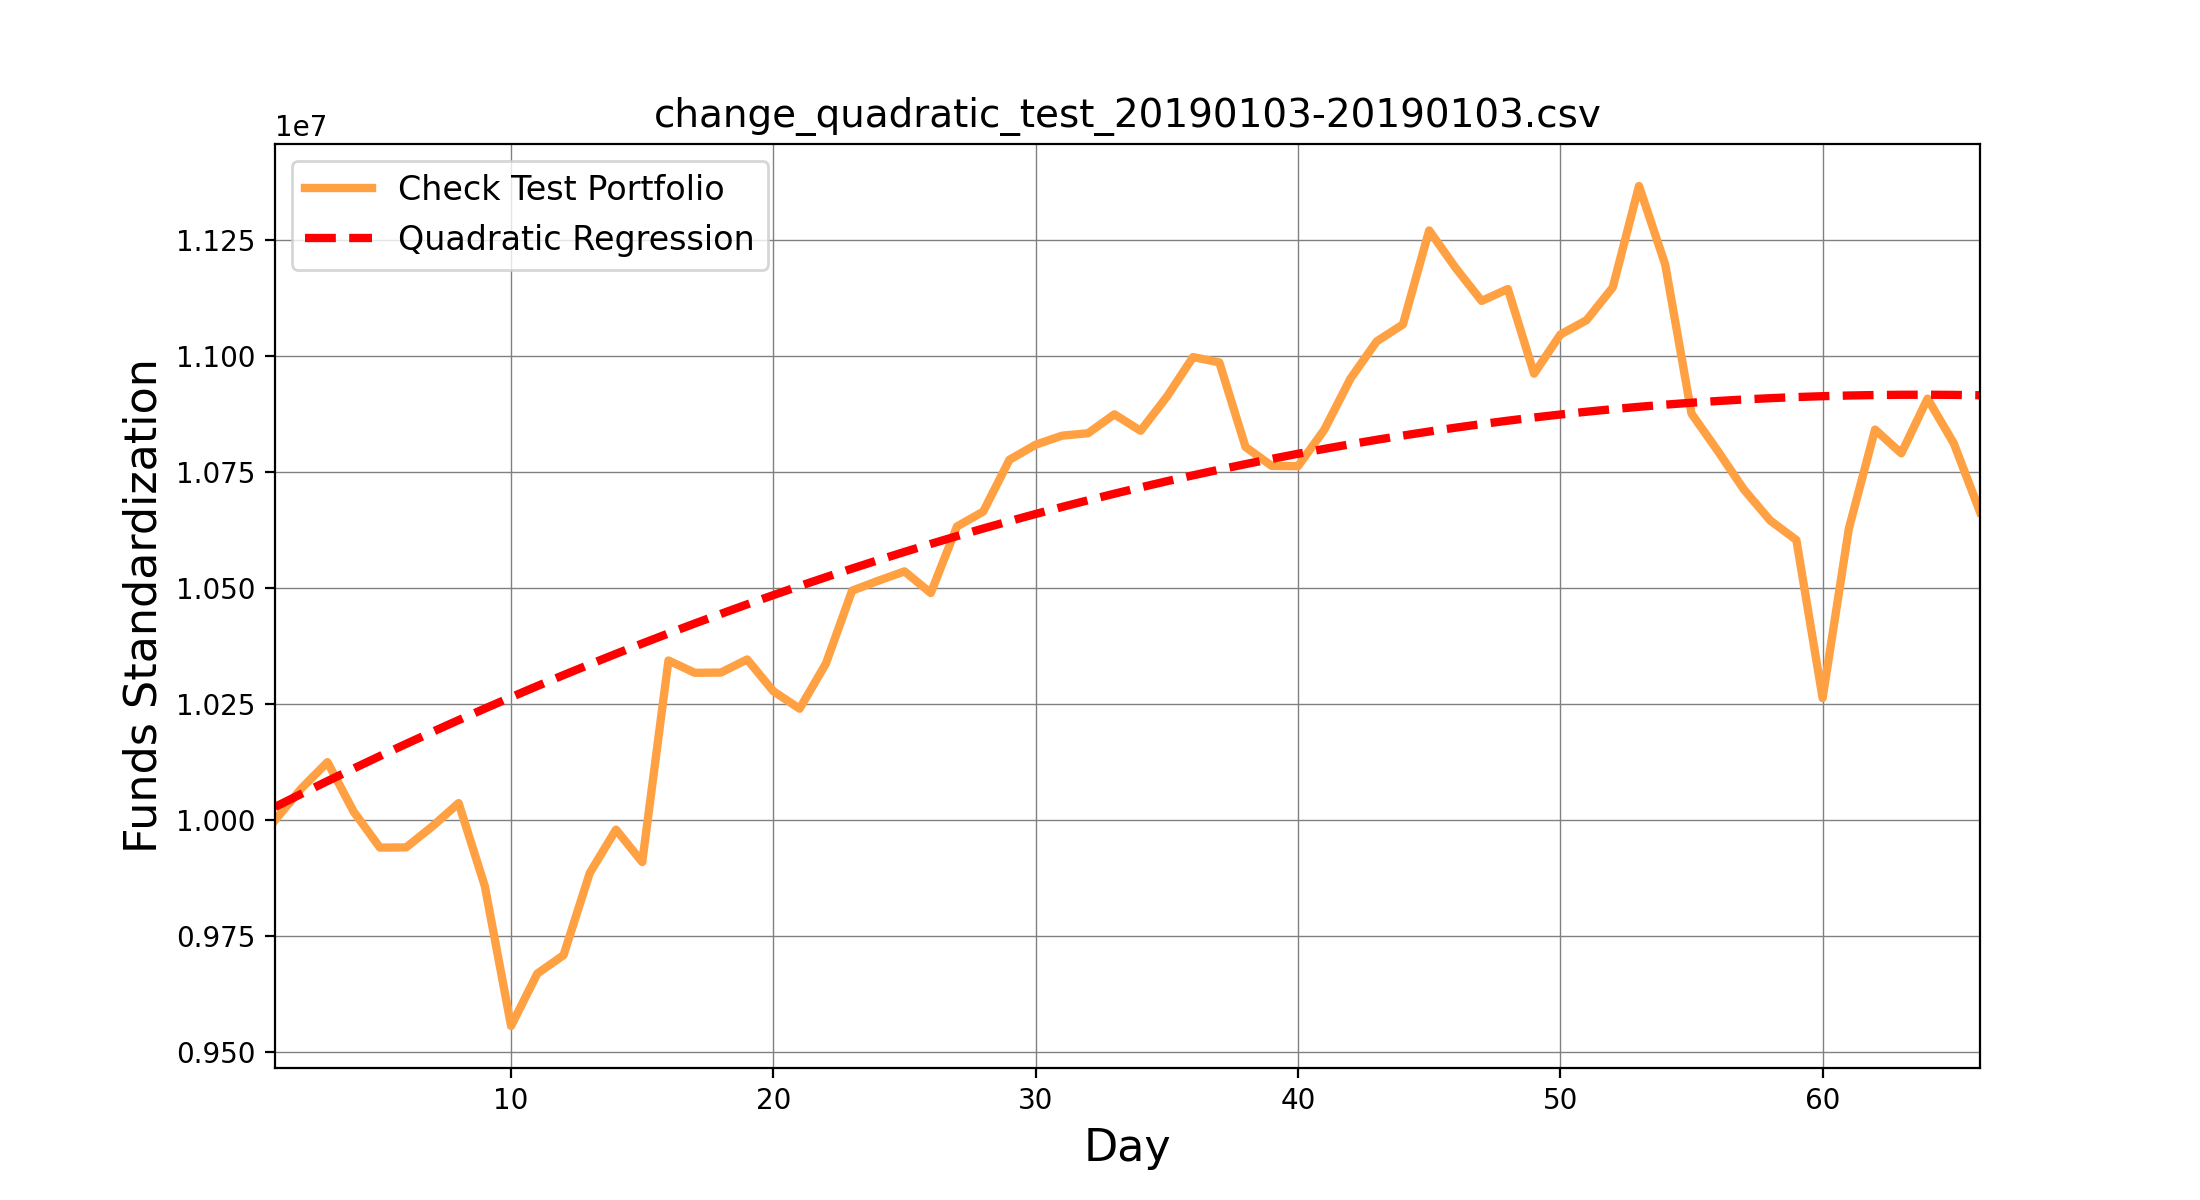 change_quadratic_test_20190103-20190103.csv
1e7
Check Test Portfolio
Quadratic Regression
Funds Standardization
1.125
1.100
1.075
1.050
1.025
1.000
0.975
0.950
10 20 30 40 50 60
Day